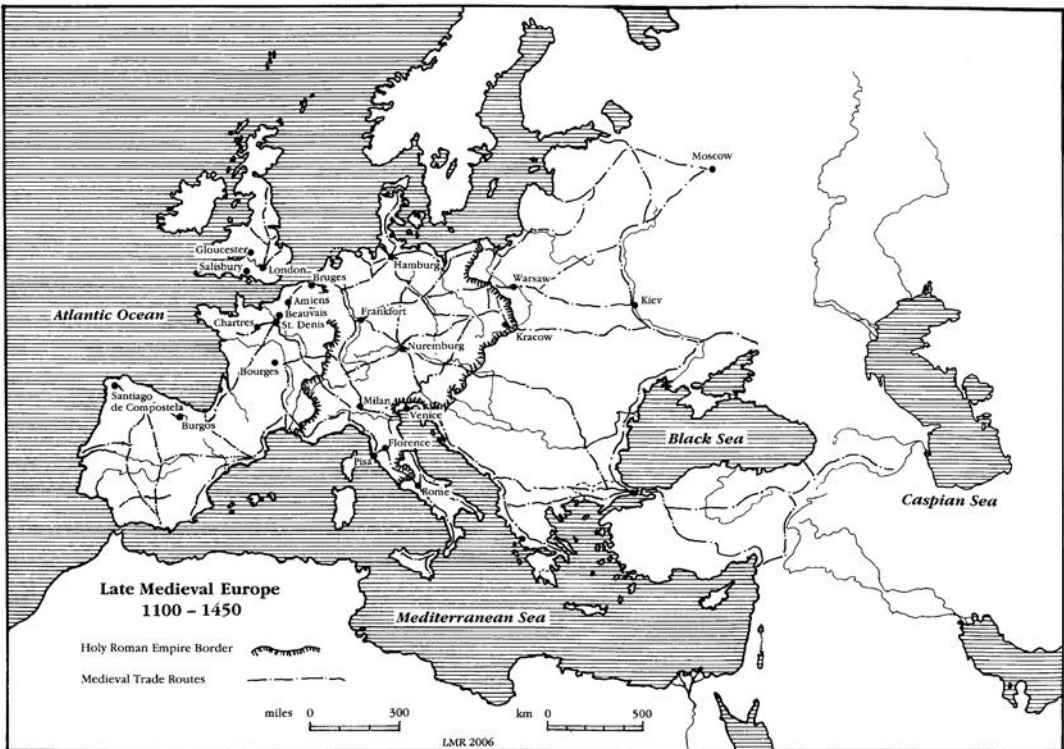 Moscow
Gloucester
Salisbury
London
Hamburg
Bruges
Warsaw
Amiens
Kiev
Atlantic Ocean
Beauvais
Frankfort
Chartres
St. Denis
Kracow
Nuremburg
Bourges
Santiago
de Compostela
Milan
Venice
Burgos
Florence
Black Sea
Pisa
Rome
Caspian Sea
Late Medieval Europe
1100 – 1450
Mediterranean Sea
Holy Roman Empire Border
Medieval Trade Routes
miles 0 300 km 0 500
LMR 2006